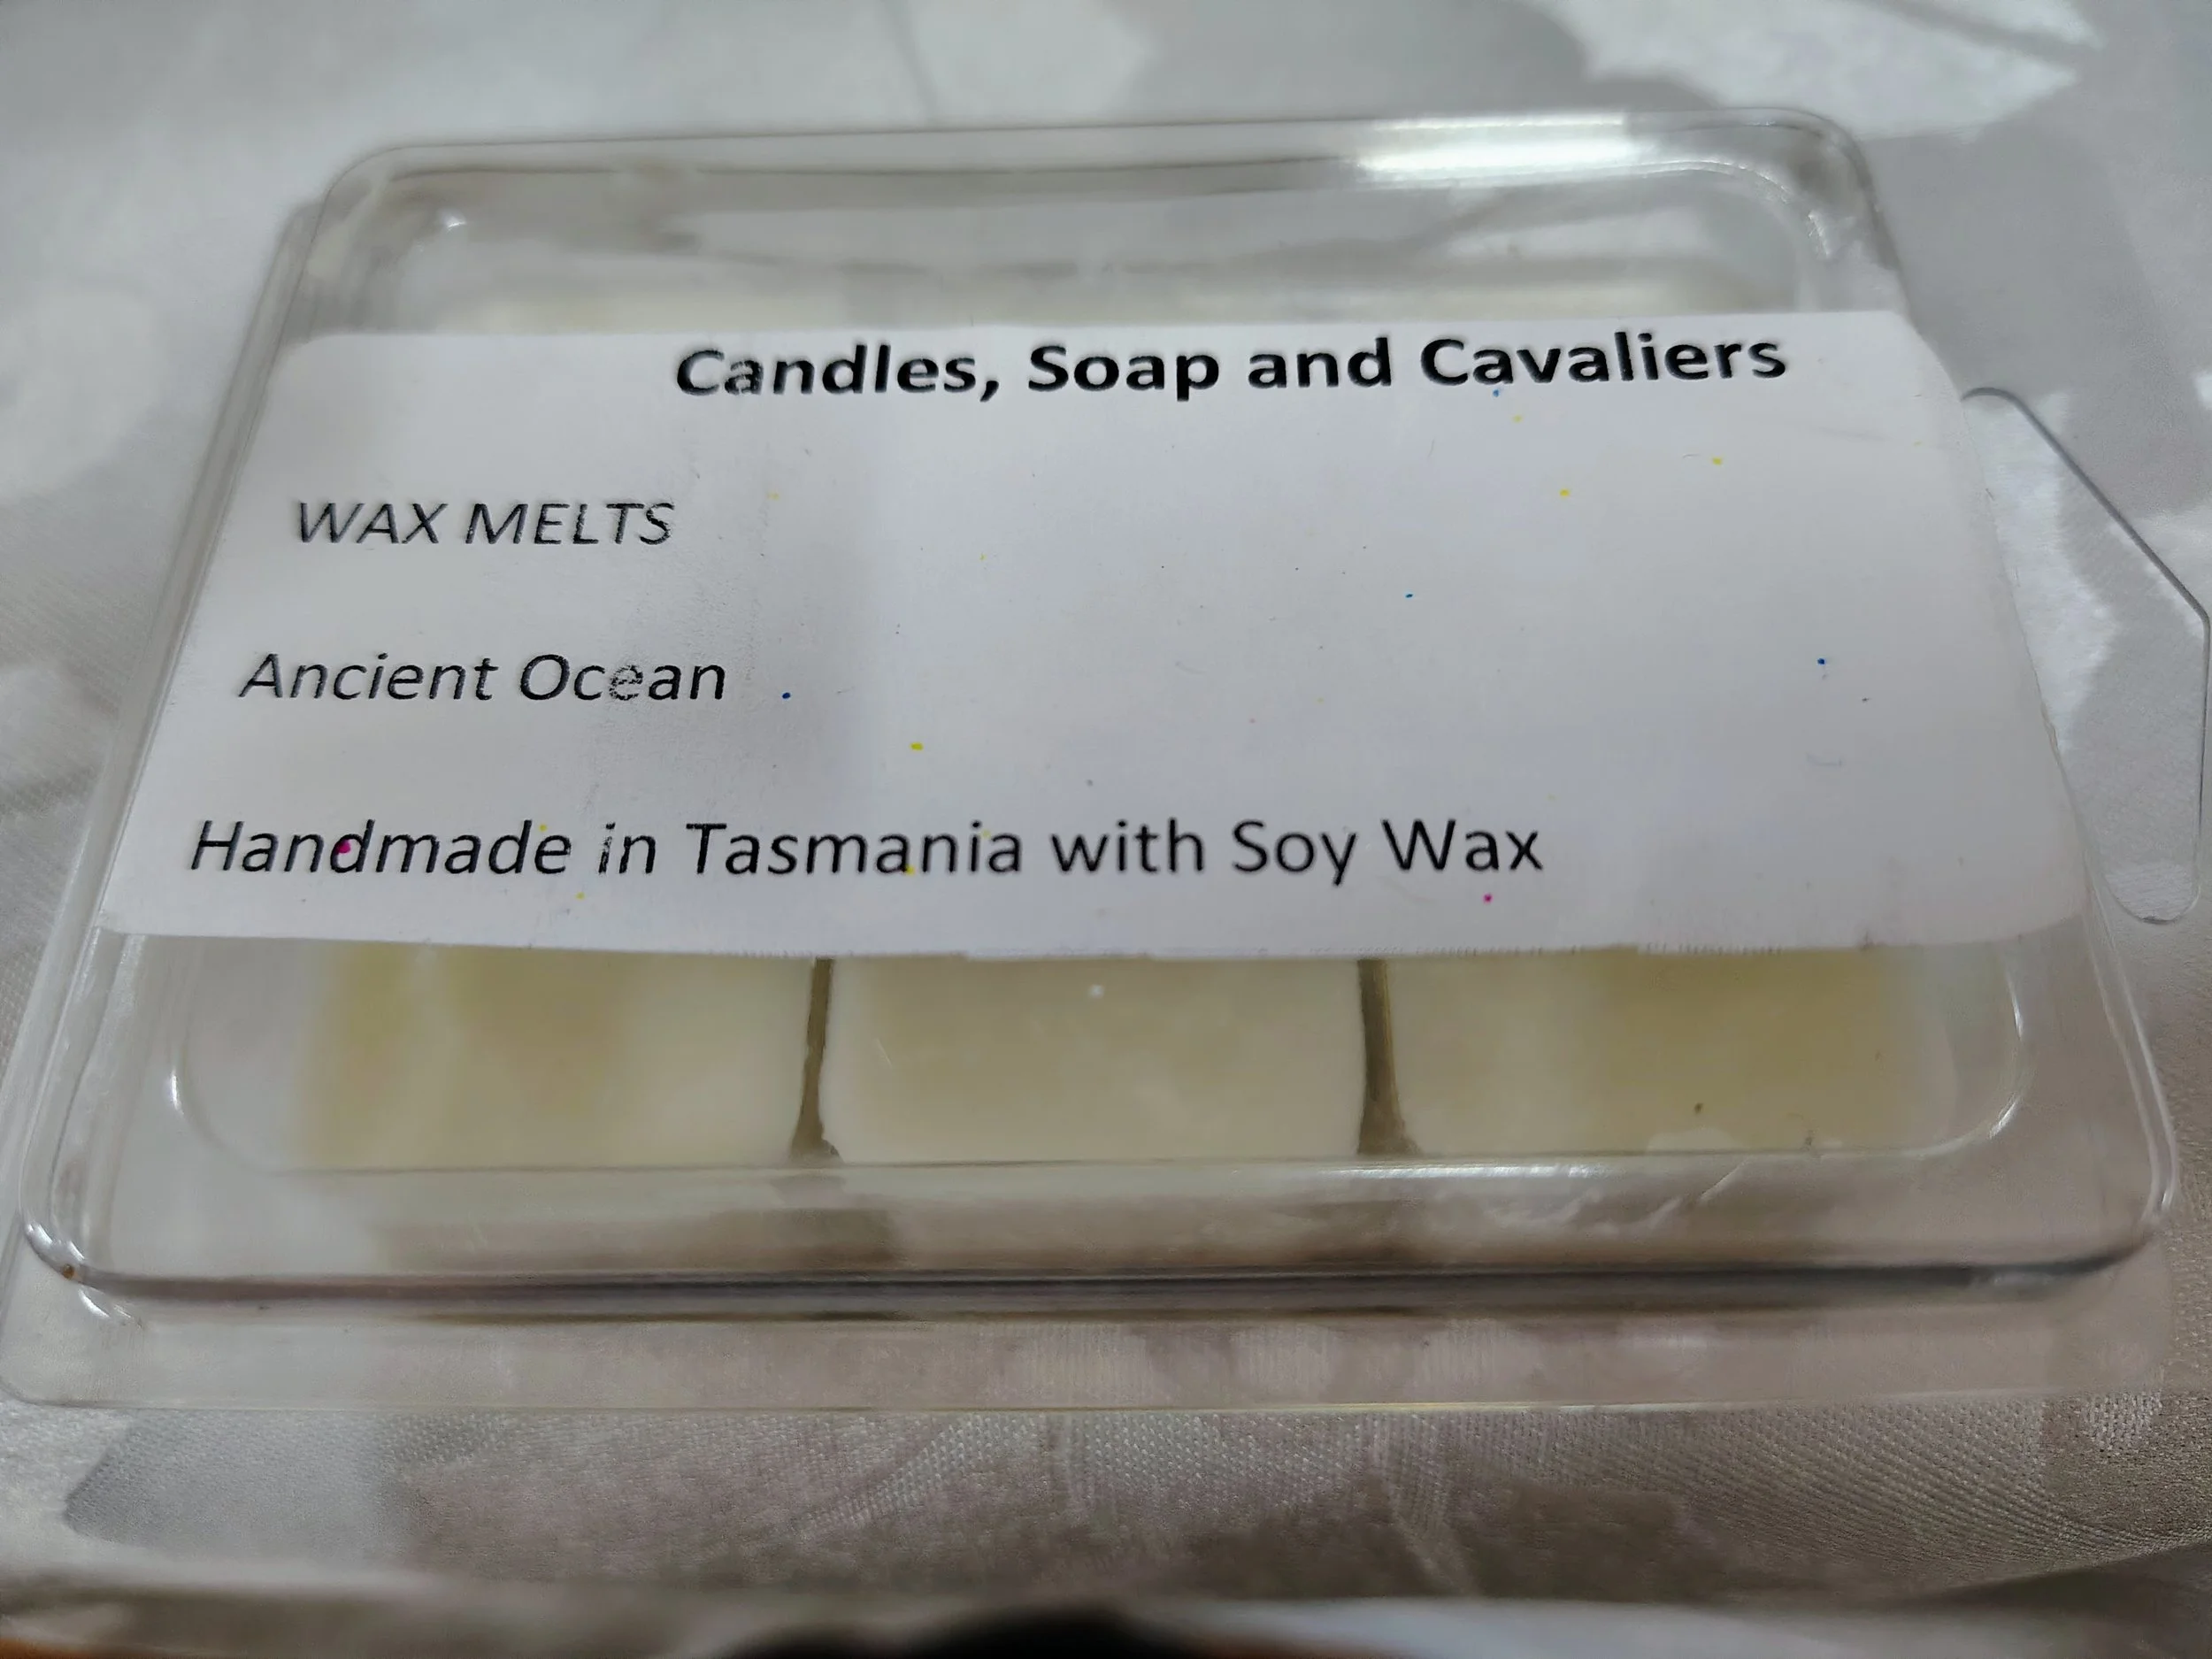 Candles, Soap and Cavaliers
WAX MELTS
Ancient Ocean
Handmade in Tasmania with Soy Wax